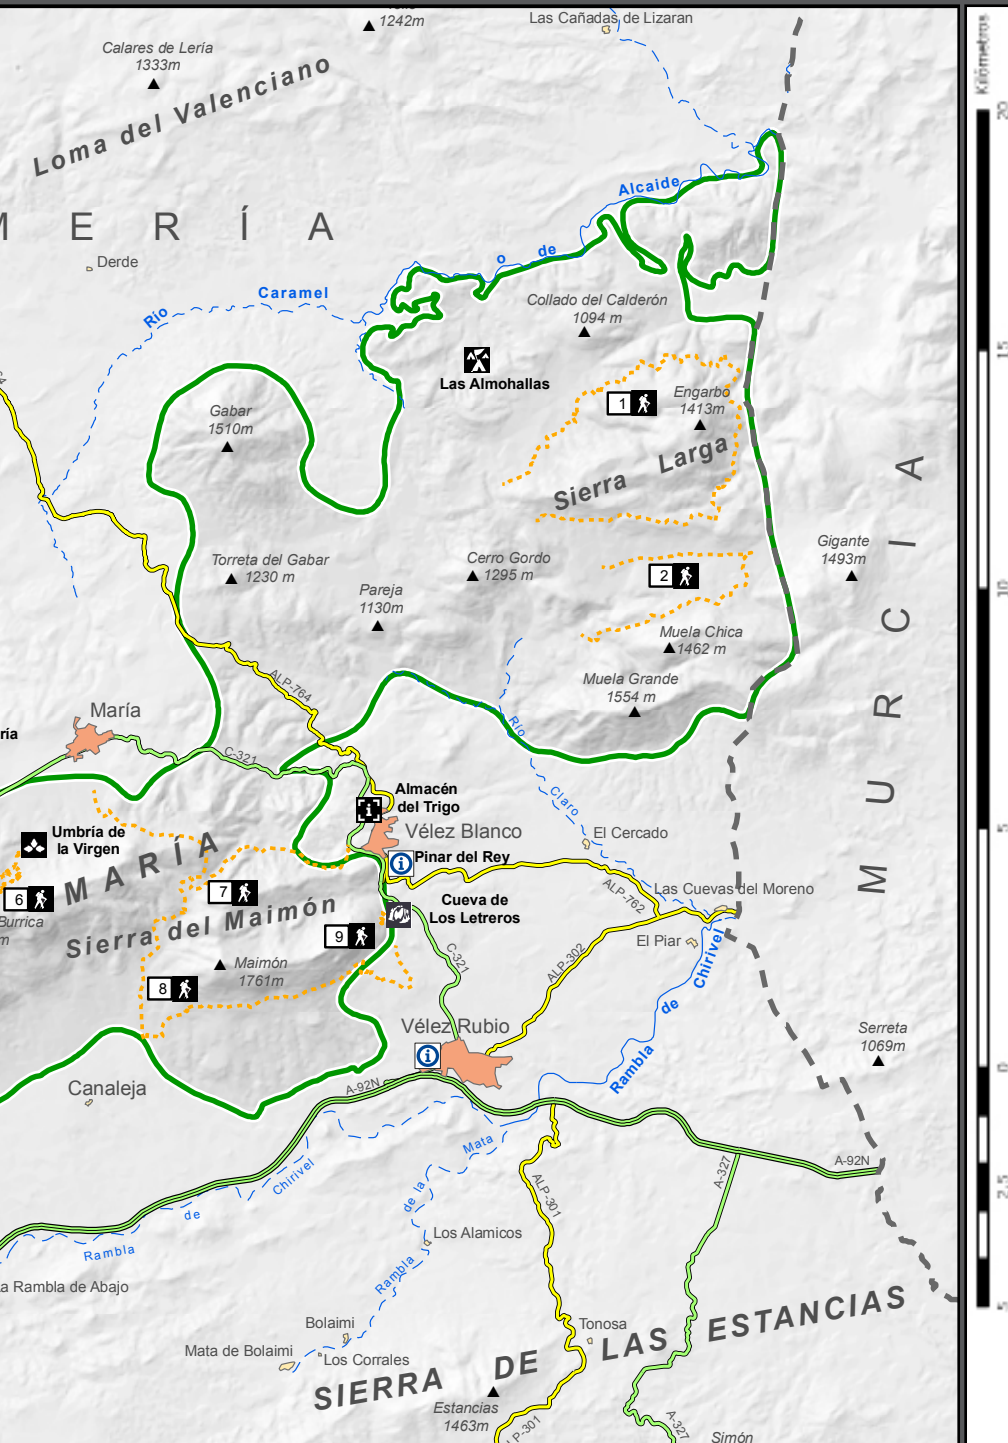 1242m
Las Cañadas de Lizaran
Calares de Lería
1333m
Loma del Valenciano
Kilómetros
20
Alcaide
M E R Í A
de
o
Derde
Caramel
Río
Collado del Calderón
1094 m
15
Las Almohallas
Engarbo
1413m
1
Gabar
1510m
Sierra Larga
MURCIA
Gigante
1493m
Torreta del Gabar
1230 m
Cerro Gordo
1295 m
2
10
Pareja
1130m
Muela Chica
1462 m
Muela Grande
1554 m
ALP-764
María
ría
Río
C-321
Claro
Almacén
del Trigo
5
Umbría de
la Virgen
Vélez Blanco
El Cercado
Pinar del Rey
MARÍA
7
6
ALP-762
Las Cuevas del Moreno
Cueva de
Los Letreros
Burrica
m
Sierra del Maimón
9
El Piar
C-321
ALP-302
Chirivel
Maimón
1761m
8
de
Vélez Rubio
Serreta
1069m
Rambla
0
Canaleja
A-92N
Mata
A-92N
A-327
Chirivel
ALP-301
de la
2,5
de
Los Alamicos
Rambla
Rambla
a Rambla de Abajo
5
Bolaimi
Tonosa
Mata de Bolaimi
Los Corrales
SIERRA DE LAS ESTANCIAS
Estancias
1463m
LP-301
A-327
Simón